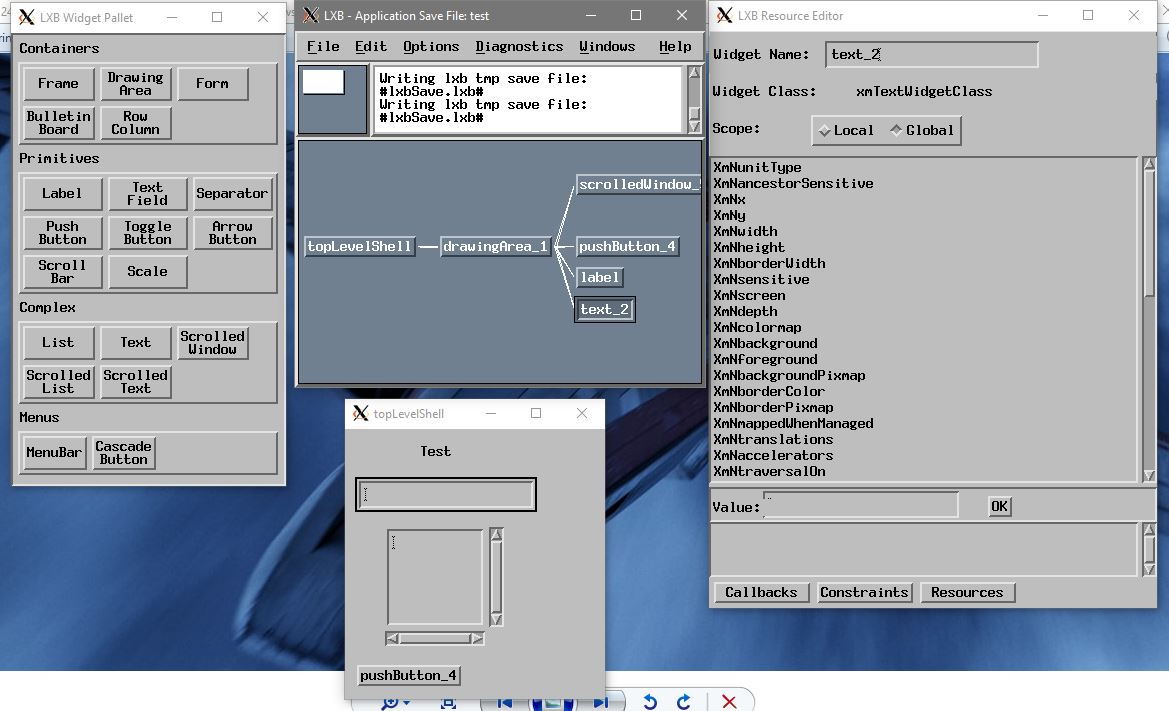 LXB Widget Pallet
Containers
Frame
Drawing
Area
Form
Bulletin
Board
Row
Column
Primitives
Label
Text
Field
Separator
Push
Button
Toggle
Button
Arrow
Button
Scroll
Bar
Scale
Complex
List
Text
Scrolled
Window
Scrolled
List
Scrolled
Text
Menus
MenuBar
Cascade
Button
LXB - Application Save File: test
File Edit Options Diagnostics Windows Help
Writing lxb tmp save file:
#lxbSave.lxb#
Writing lxb tmp save file:
#lxbSave.lxb#
topLevelShell
drawingArea_1
scrolledWindow_
pushButton_4
label
text_2
topLevelShell
Test
pushButton_4
LXB Resource Editor
Widget Name: text_2
Widget Class: xmTextWidgetClass
Scope: Local Global
XmNunitType
XmNancestorSensitive
XmNx
XmNy
XmNwidth
XmNheight
XmNborderWidth
XmNsensitive
XmNscreen
XmNdepth
XmNcolormap
XmNbackground
XmNforeground
XmNbackgroundPixmap
XmNborderColor
XmNborderPixmap
XmNmappedWhenManaged
XmNtranslations
XmNaccelerators
XmNtraversalOn
Value:
OK
Callbacks Constraints Resources